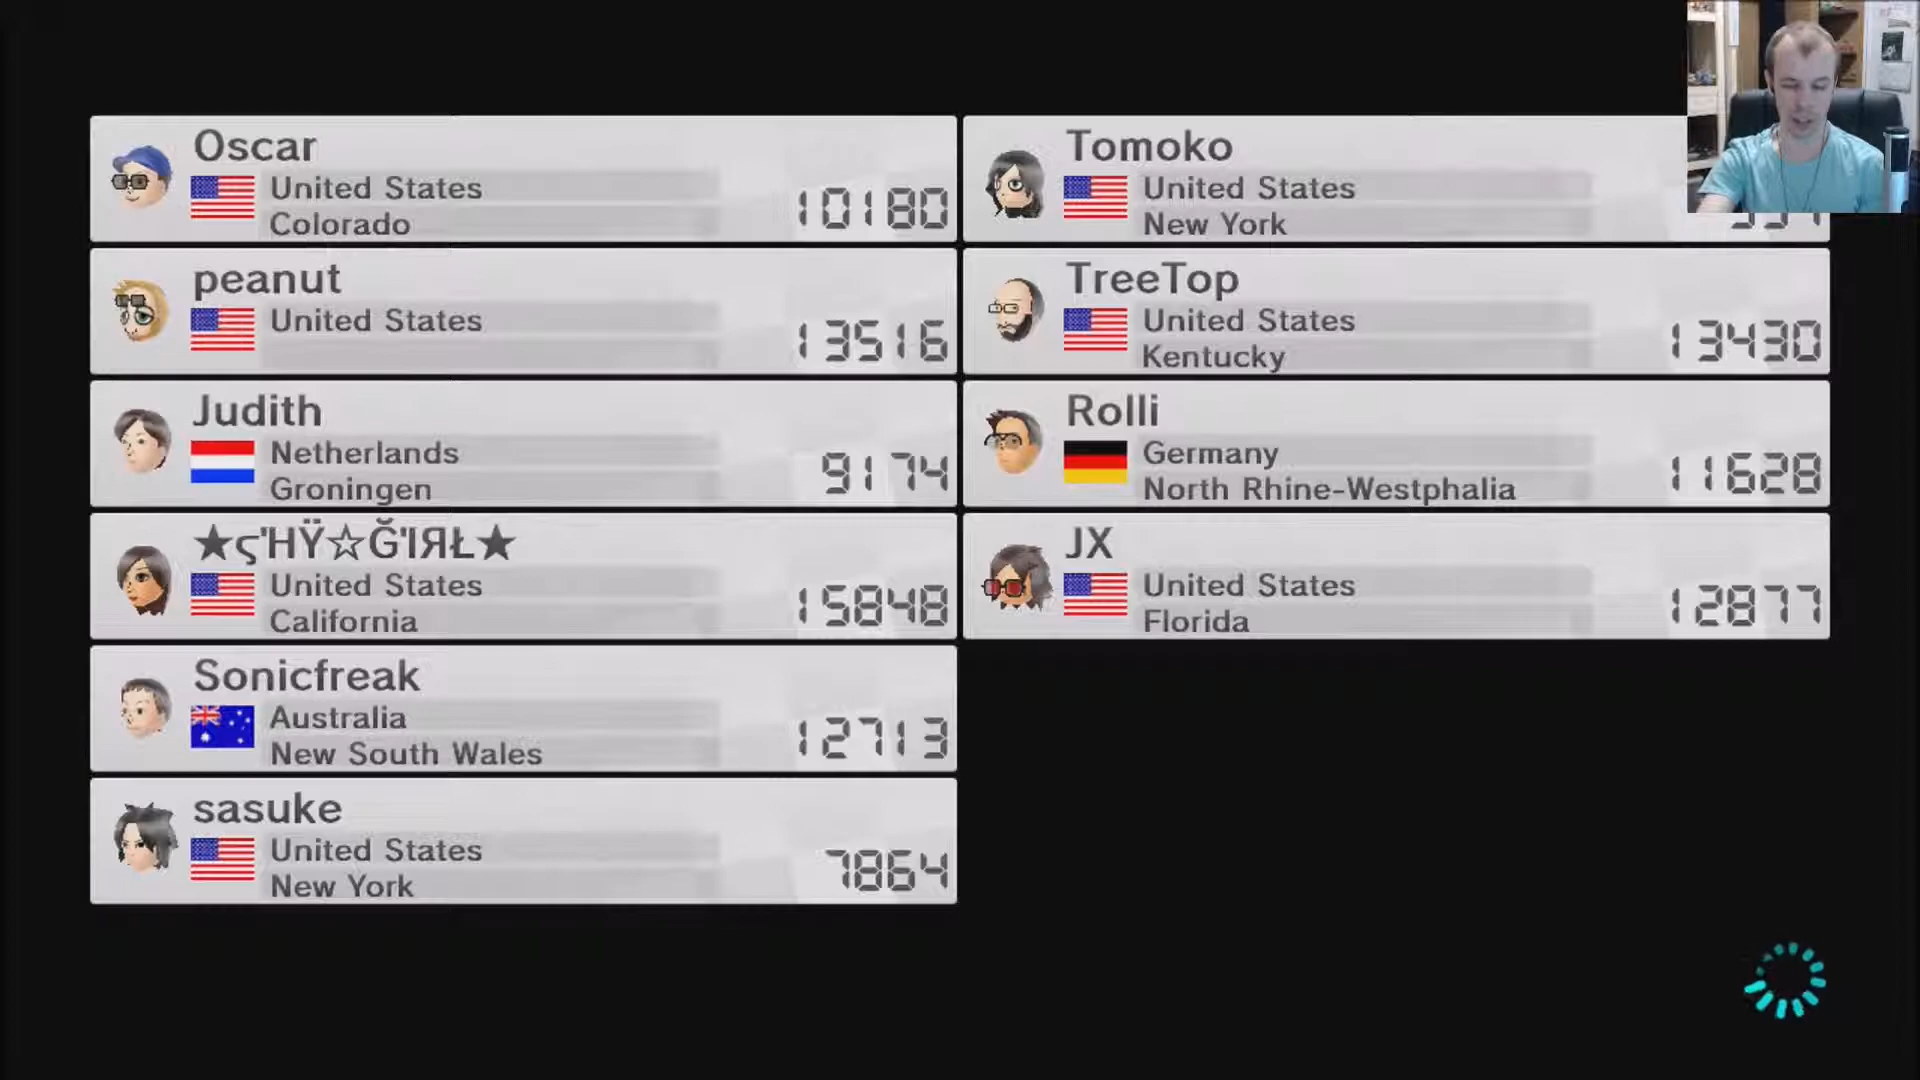 Oscar
United States
Colorado
10180
Tomoko
United States
New York
peanut
United States
13516
TreeTop
United States
Kentucky
13430
Judith
Netherlands
Groningen
9174
Rolli
Germany
North Rhine-Westphalia
11628
★ς'HŸ☆Ğ'IЯŁ★
United States
California
15848
JX
United States
Florida
12877
Sonicfreak
Australia
New South Wales
12713
sasuke
United States
New York
7864